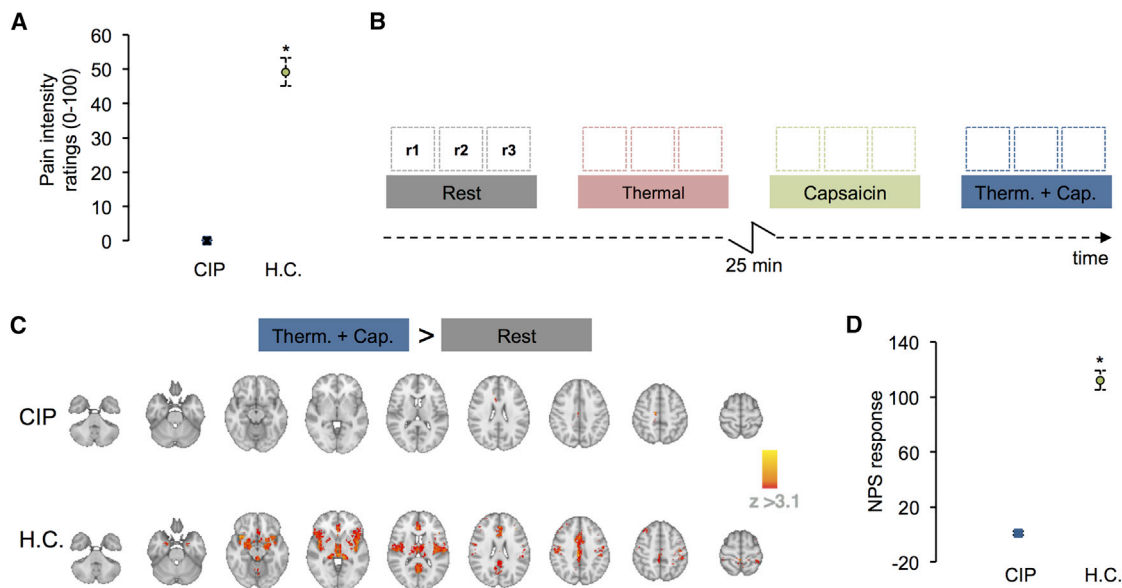 A
Pain intensity
ratings (0-100)
60
50
40
30
20
10
0
*
CIP
H.C.
B
r1 r2 r3
Rest
Thermal
Capsaicin
Therm. + Cap.
25 min
time
C
Therm. + Cap. > Rest
CIP
H.C.
z >3.1
D
NPS response
140
100
60
20
-20
*
CIP
H.C.